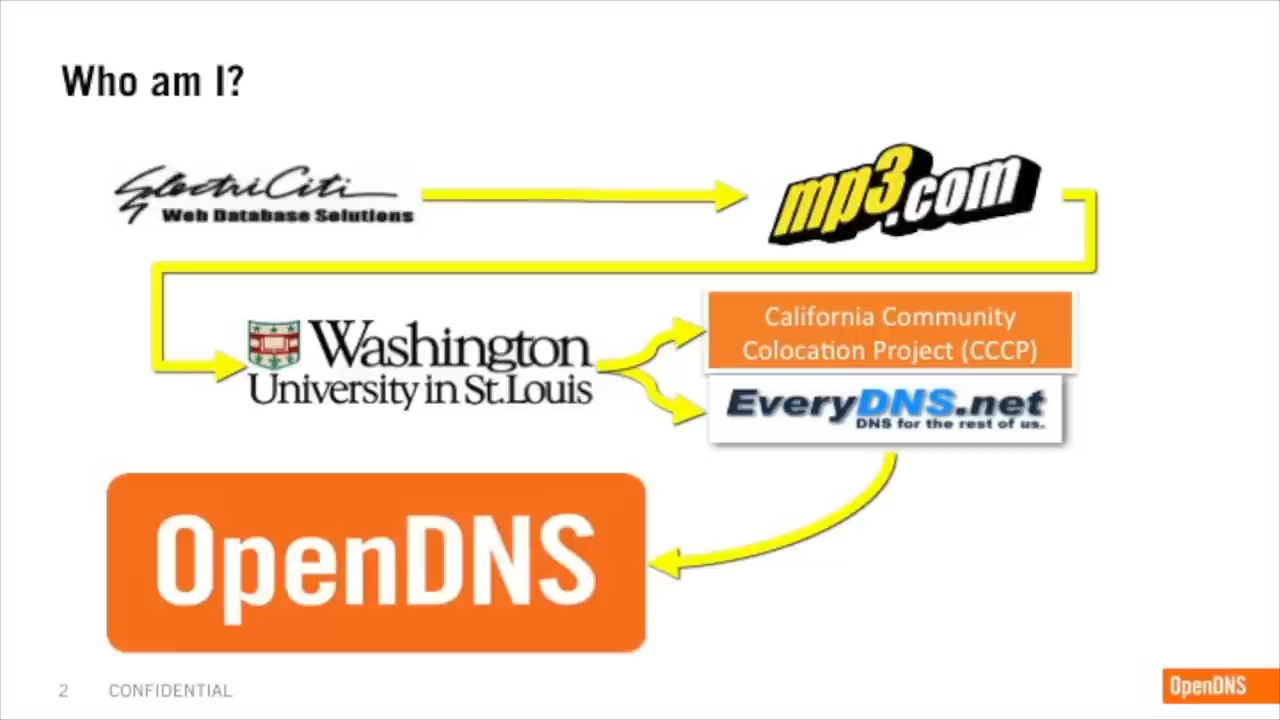 Who am I?
ElectriCiti
Web Database Solutions
mp3.com
Washington
University in St. Louis
California Community
Colocation Project (CCCP)
EveryDNS.net
DNS for the rest of us.
OpenDNS
2 CONFIDENTIAL
OpenDNS